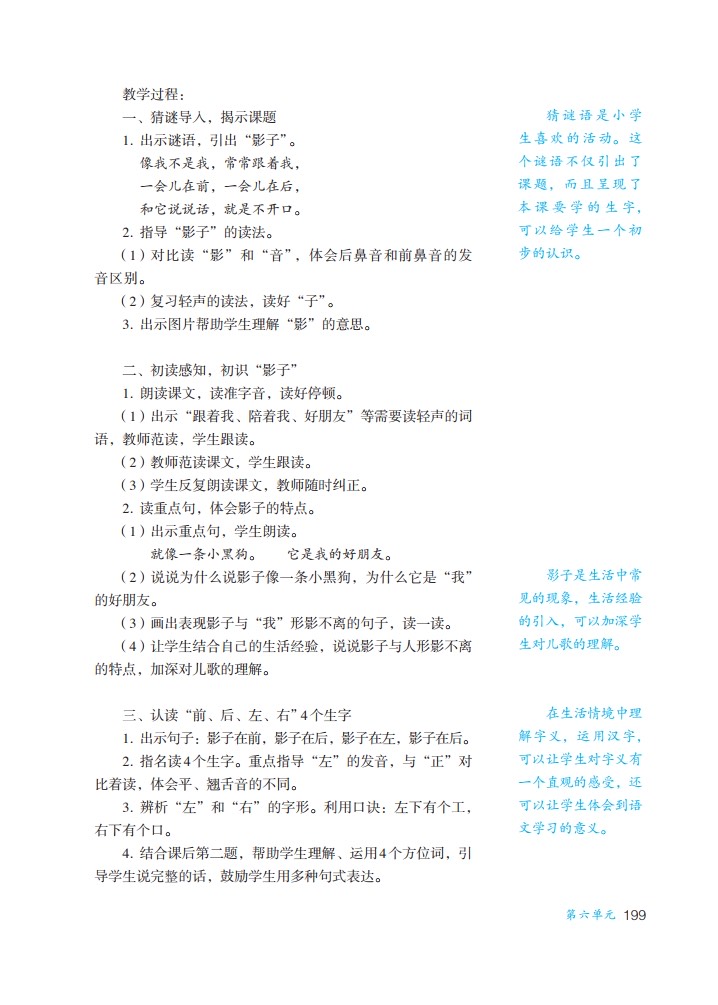 教学过程：
一、猜谜导入，揭示课题
1. 出示谜语，引出“影子”。
像我不是我，常常跟着我，
一会儿在前，一会儿在后，
和它说说话，就是不开口。
2. 指导“影子”的读法。
（1）对比读“影”和“音”，体会后鼻音和前鼻音的发
音区别。
（2）复习轻声的读法，读好“子”。
3. 出示图片帮助学生理解“影”的意思。
猜谜语是小学
生喜欢的活动。这
个谜语不仅引出了
课题，而且呈现了
本课要学的生字，
可以给学生一个初
步的认识。
二、初读感知，初识“影子”
1. 朗读课文，读准字音，读好停顿。
（1）出示“跟着我、陪着我、好朋友”等需要读轻声的词
语，教师范读，学生跟读。
（2）教师范读课文，学生跟读。
（3）学生反复朗读课文，教师随时纠正。
2. 读重点句，体会影子的特点。
（1）出示重点句，学生朗读。
就像一条小黑狗。　　它是我的好朋友。
（2）说说为什么说影子像一条小黑狗，为什么它是“我”
的好朋友。
（3）画出表现影子与“我”形影不离的句子，读一读。
（4）让学生结合自己的生活经验，说说影子与人形影不离
的特点，加深对儿歌的理解。
影子是生活中常
见的现象，生活经验
的引入，可以加深学
生对儿歌的理解。
三、认读“前、后、左、右”4个生字
1. 出示句子：影子在前，影子在后，影子在左，影子在后。
2. 指名读4个生字。重点指导“左”的发音，与“正”对
比着读，体会平、翘舌音的不同。
3. 辨析“左”和“右”的字形。利用口诀：左下有个工，
右下有个口。
4. 结合课后第二题，帮助学生理解、运用4个方位词，引
导学生说完整的话，鼓励学生用多种句式表达。
在生活情境中理
解字义，运用汉字，
可以让学生对字义有
一个直观的感受，还
可以让学生体会到语
文学习的意义。
第六单元 199